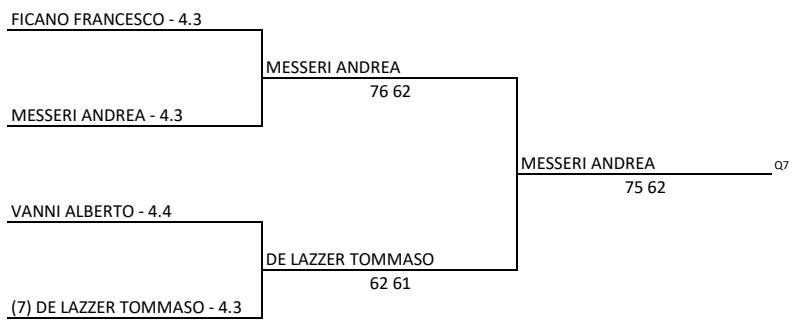 FICANO FRANCESCO - 4.3
MESSERI ANDREA
76 62
MESSERI ANDREA - 4.3
MESSERI ANDREA
Q7
75 62
VANNI ALBERTO - 4.4
DE LAZZER TOMMASO
62 61
(7) DE LAZZER TOMMASO - 4.3